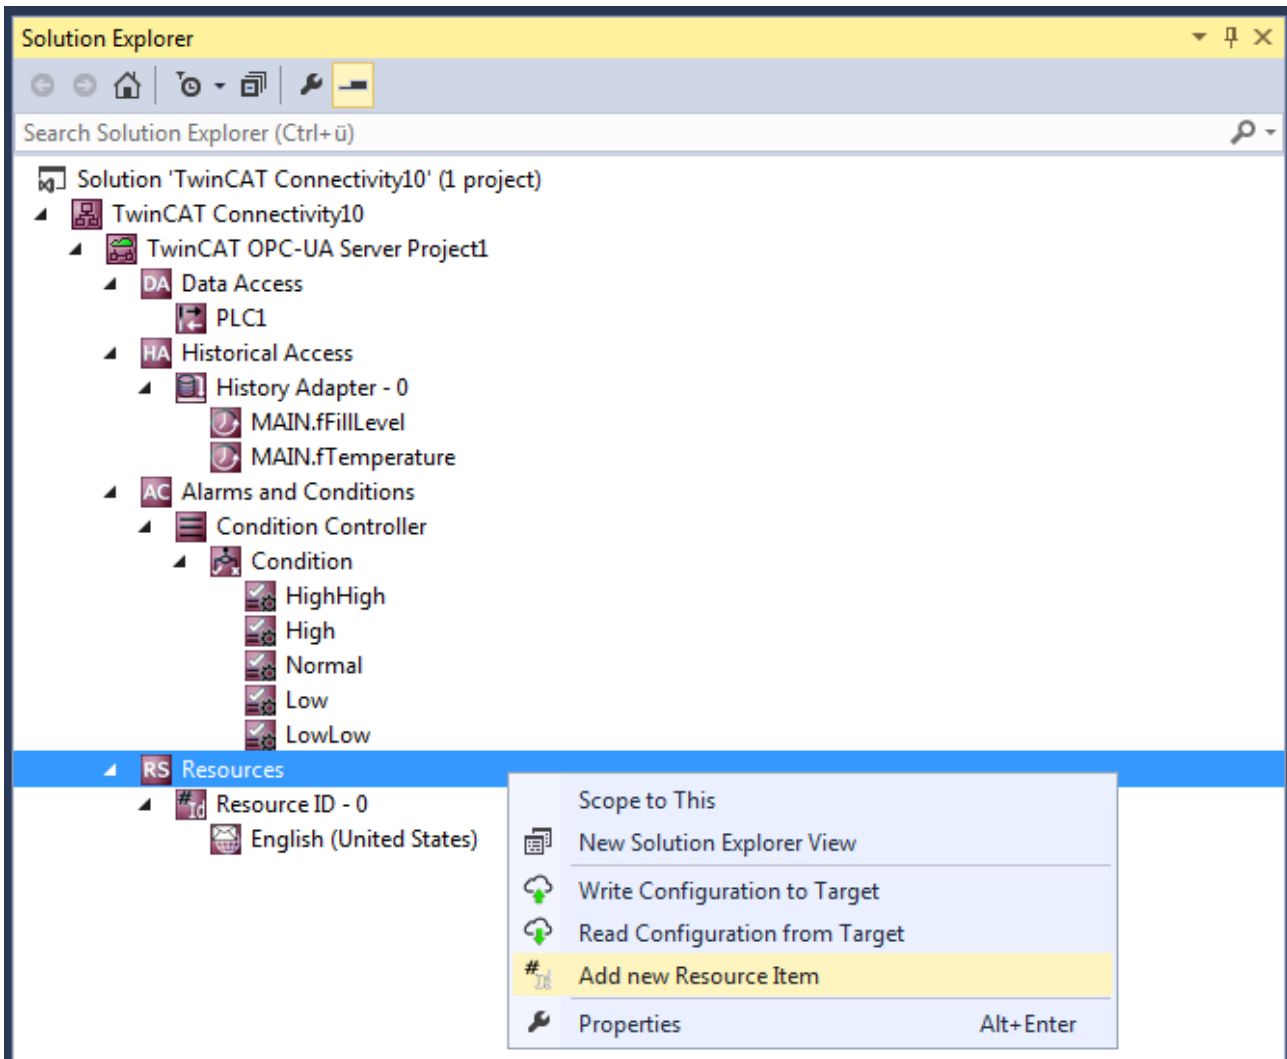 Solution Explorer
Search Solution Explorer (Ctrl+ü)
Solution 'TwinCAT Connectivity10' (1 project)
TwinCAT Connectivity10
TwinCAT OPC-UA Server Project1
DA Data Access
PLC1
HA Historical Access
History Adapter - 0
MAIN.fFillLevel
MAIN.fTemperature
AC Alarms and Conditions
Condition Controller
Condition
HighHigh
High
Normal
Low
LowLow
RS Resources
#Id Resource ID - 0
English (United States)
Scope to This
New Solution Explorer View
Write Configuration to Target
Read Configuration from Target
#Id Add new Resource Item
Properties Alt+Enter